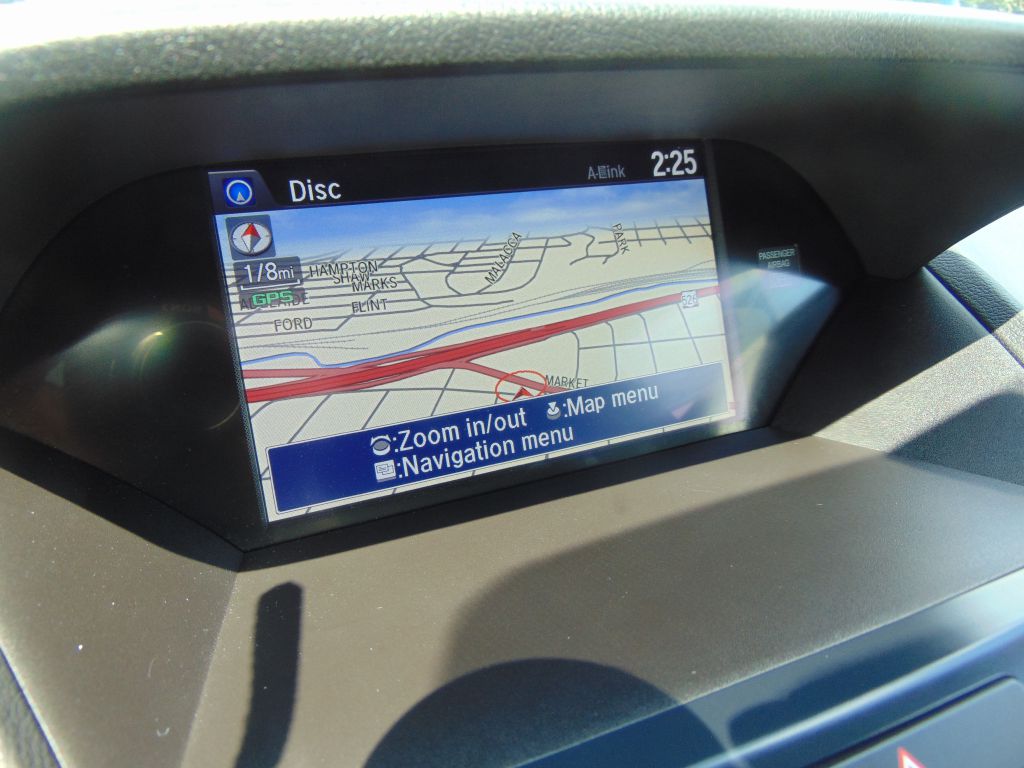 Disc
A-Link
2:25
PASSENGER
AIRBAG
PARK
MALAGGA
1/8mi
HAMPTON
SHAW
MARKS
GPS
FLINT
FORD
526
MARKET
:Zoom in/out :Map menu
:Navigation menu